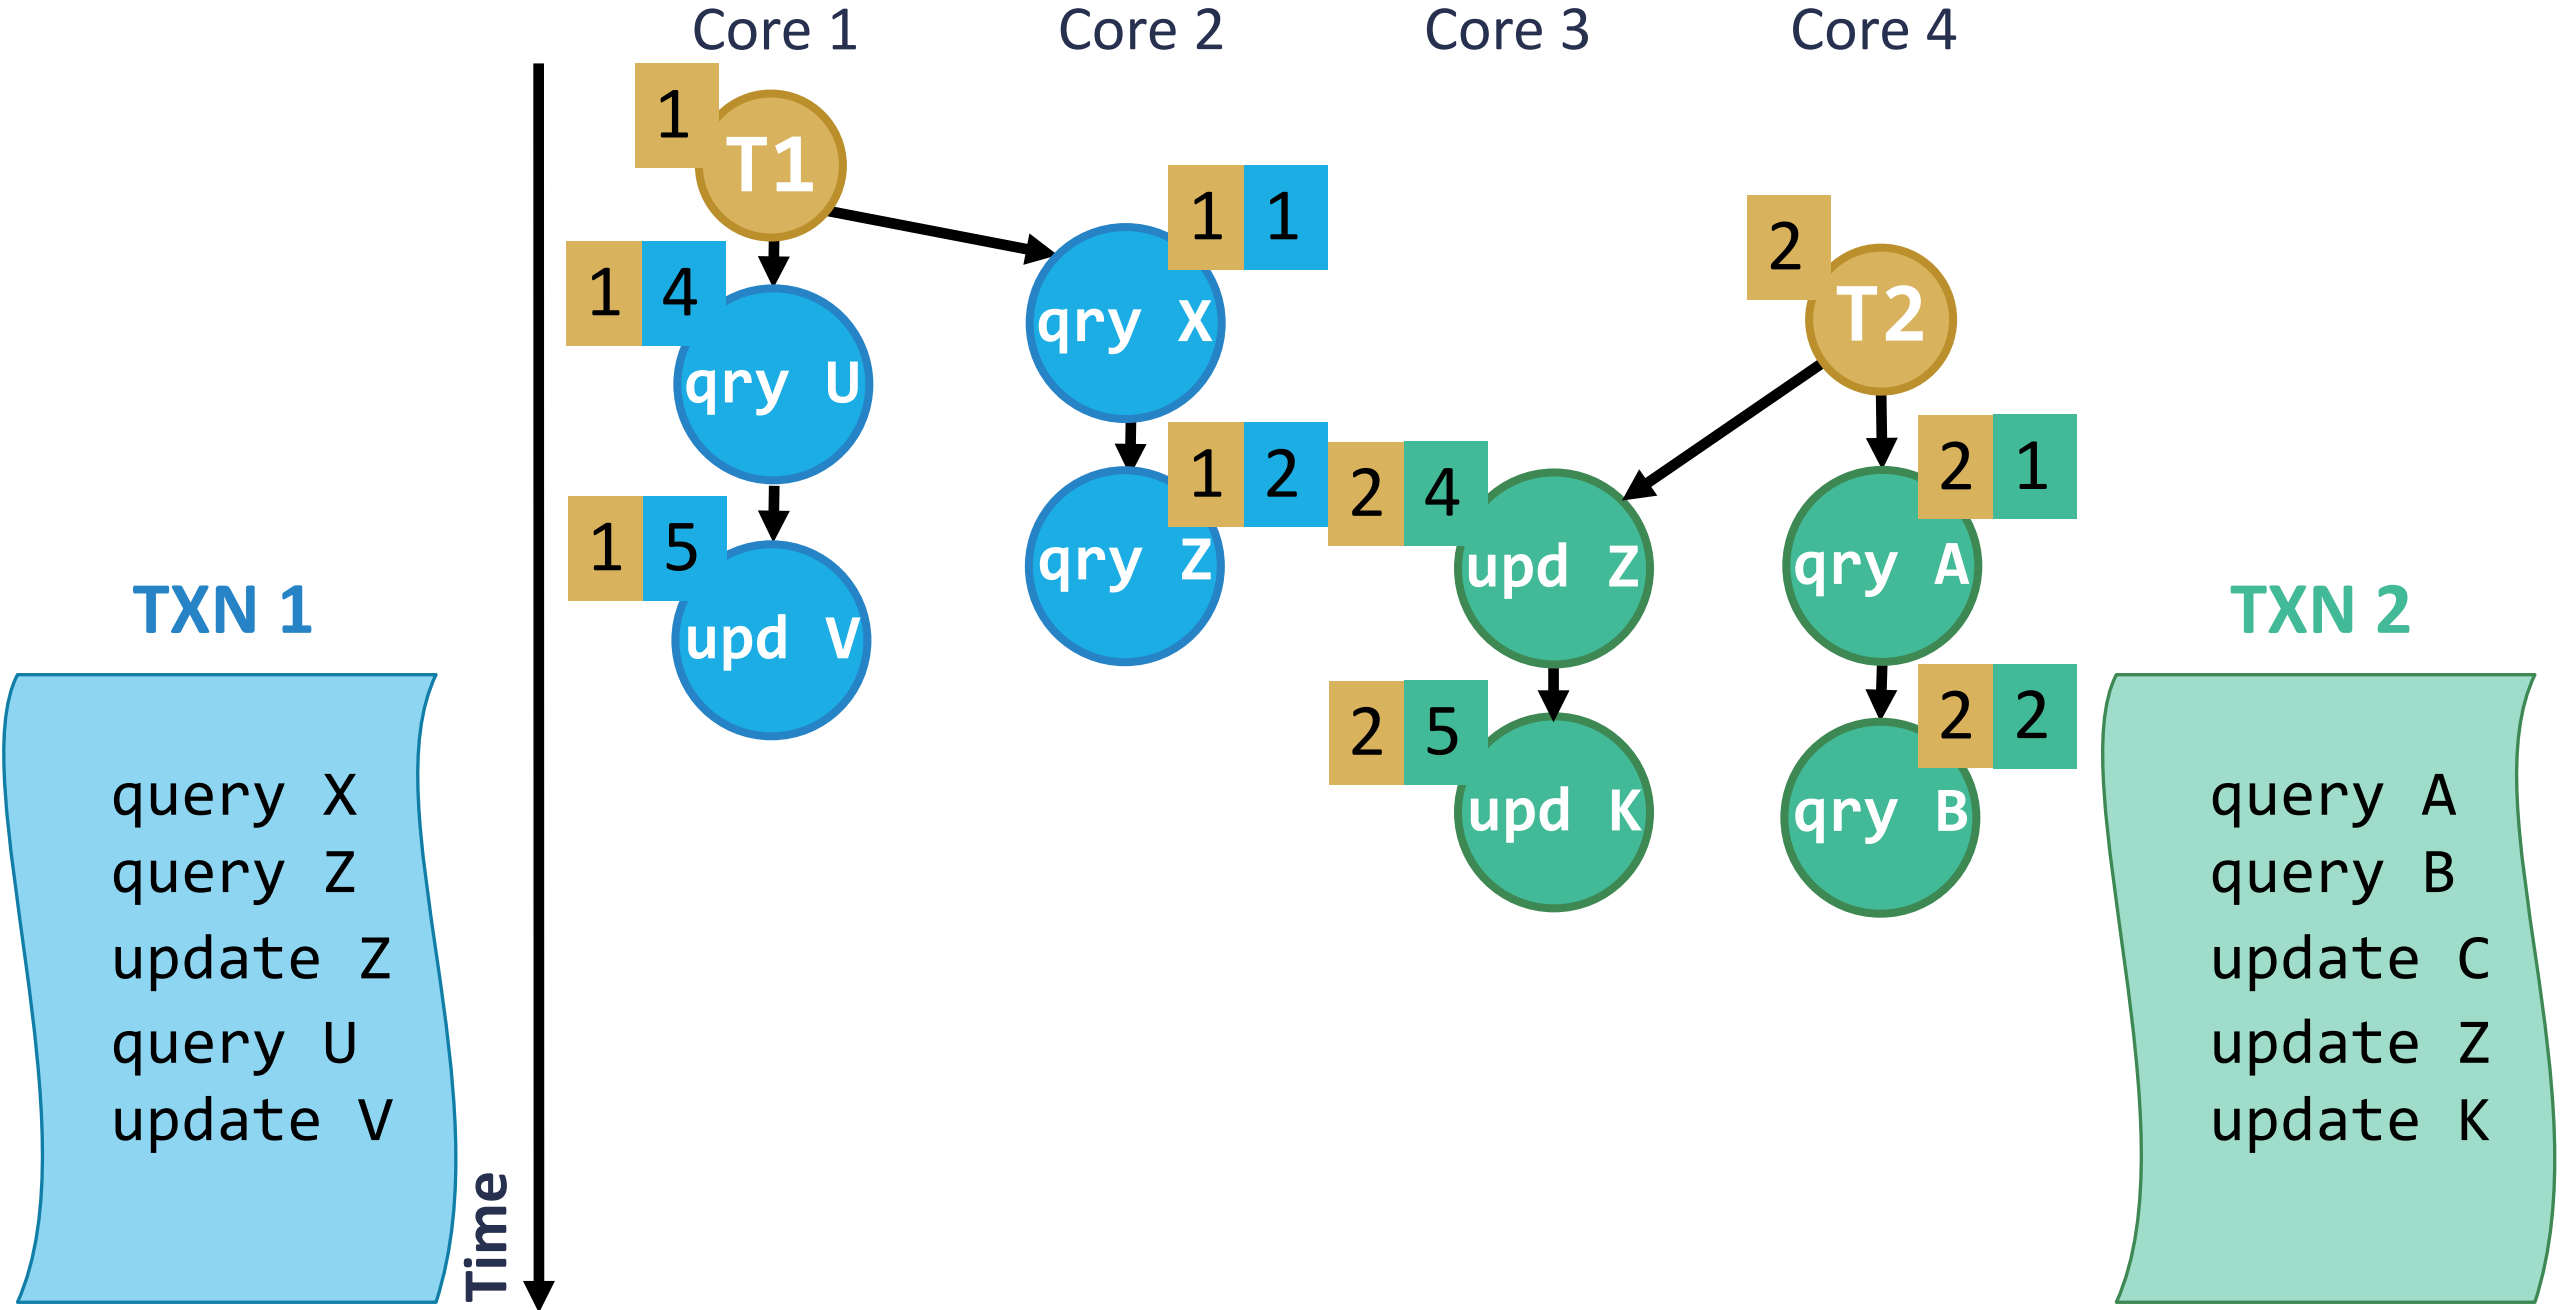 Core 1 Core 2 Core 3 Core 4
1
T1
1 1
2
T2
1 4
qry X
qry U
1 2
2 4
2 1
1 5
qry Z
upd Z
qry A
upd V
2 5
2 2
upd K
qry B
TXN 1
query X
query Z
update Z
query U
update V
Time
TXN 2
query A
query B
update C
update Z
update K